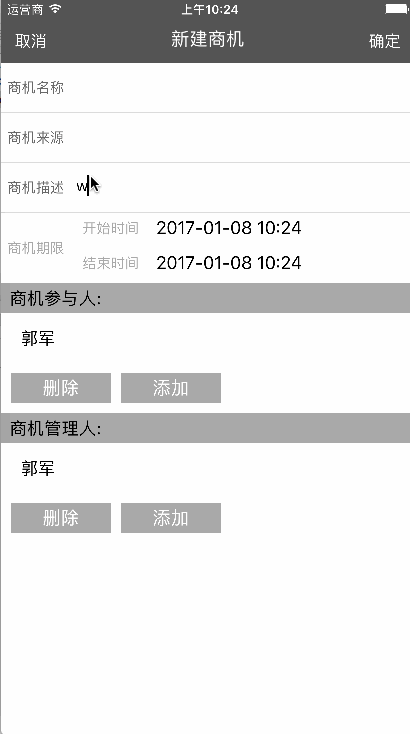 运营商 上午10:24
取消 新建商机 确定
商机名称
商机来源
商机描述 w
开始时间 2017-01-08 10:24
商机期限
结束时间 2017-01-08 10:24
商机参与人:
郭军
删除 添加
商机管理人:
郭军
删除 添加